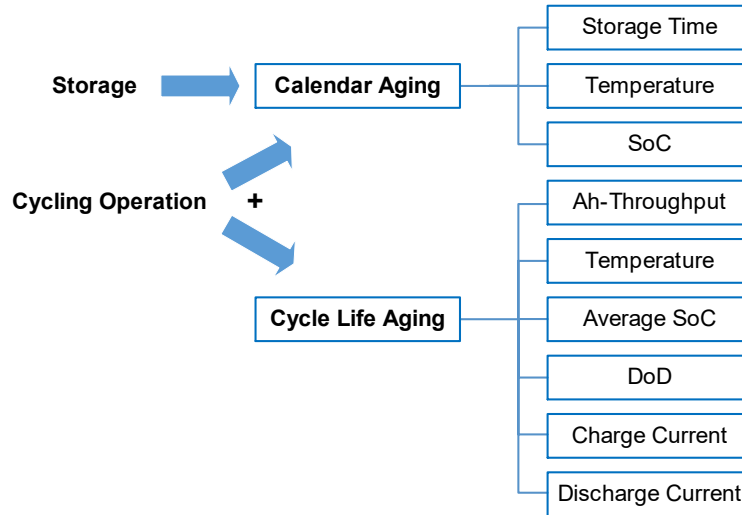 Storage
Calendar Aging
Storage Time
Temperature
SoC
Cycling Operation
+
Cycle Life Aging
Ah-Throughput
Temperature
Average SoC
DoD
Charge Current
Discharge Current